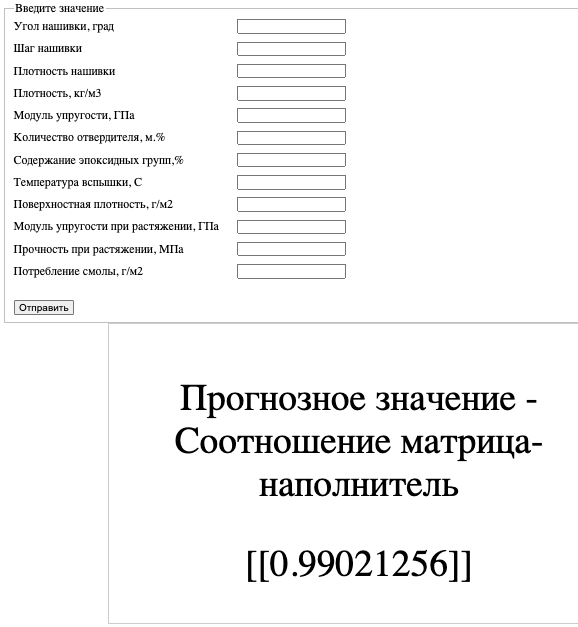 Введите значение
Угол нашивки, град
Шаг нашивки
Плотность нашивки
Плотность, кг/м3
Модуль упругости, ГПа
Количество отвердителя, м.%
Содержание эпоксидных групп,%
Температура вспышки, С
Поверхностная плотность, г/м2
Модуль упругости при растяжении, ГПа
Прочность при растяжении, МПа
Потребление смолы, г/м2
Отправить
Прогнозное значение -
Соотношение матрица-
наполнитель
[[0.99021256]]